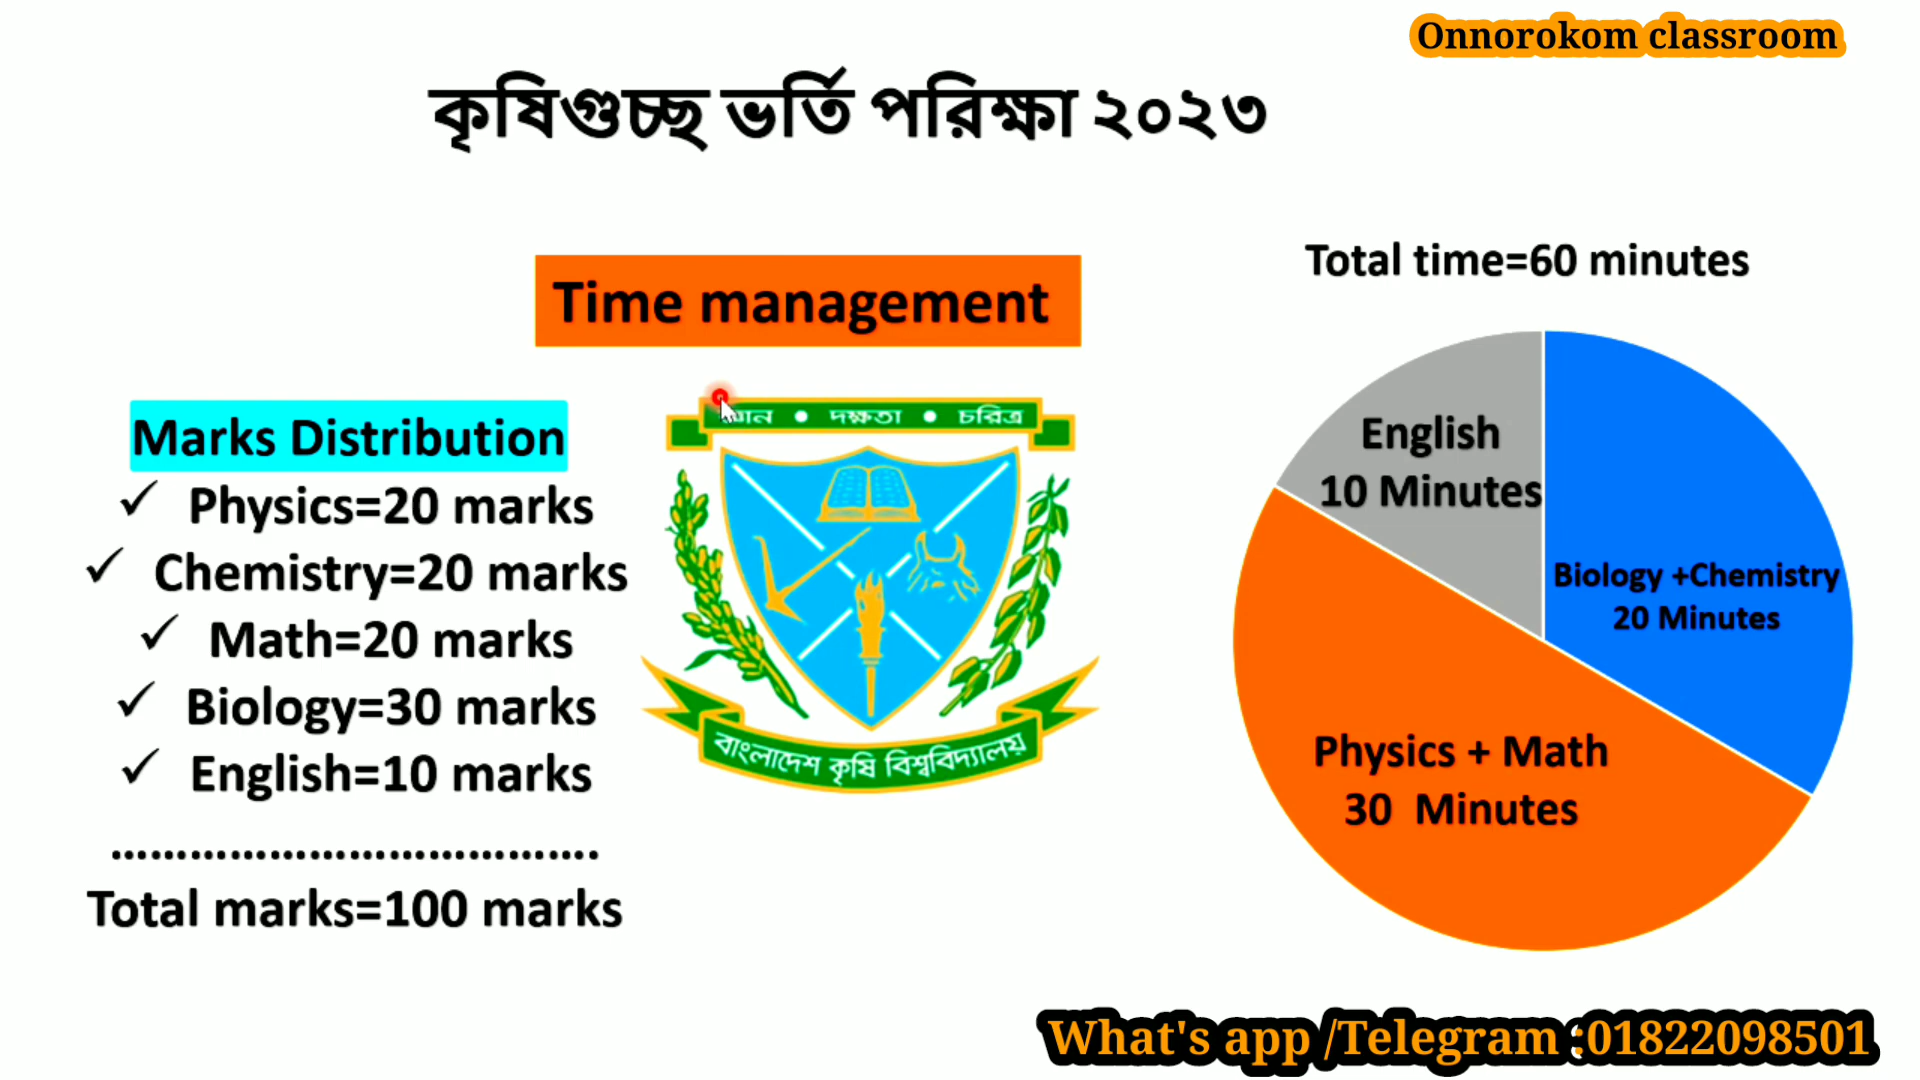 Onnorokom classroom
কৃষিগুচ্ছ ভর্তি পরিক্ষা ২০২৩
Time management
Marks Distribution
✓ Physics=20 marks
✓ Chemistry=20 marks
✓ Math=20 marks
✓ Biology=30 marks
✓ English=10 marks
.......................................
Total marks=100 marks
• দক্ষতা • চরিত্র
বাংলাদেশ কৃষি বিশ্ববিদ্যালয়
Total time=60 minutes
English
10 Minutes
Biology +Chemistry
20 Minutes
Physics + Math
30 Minutes
What's app /Telegram :01822098501